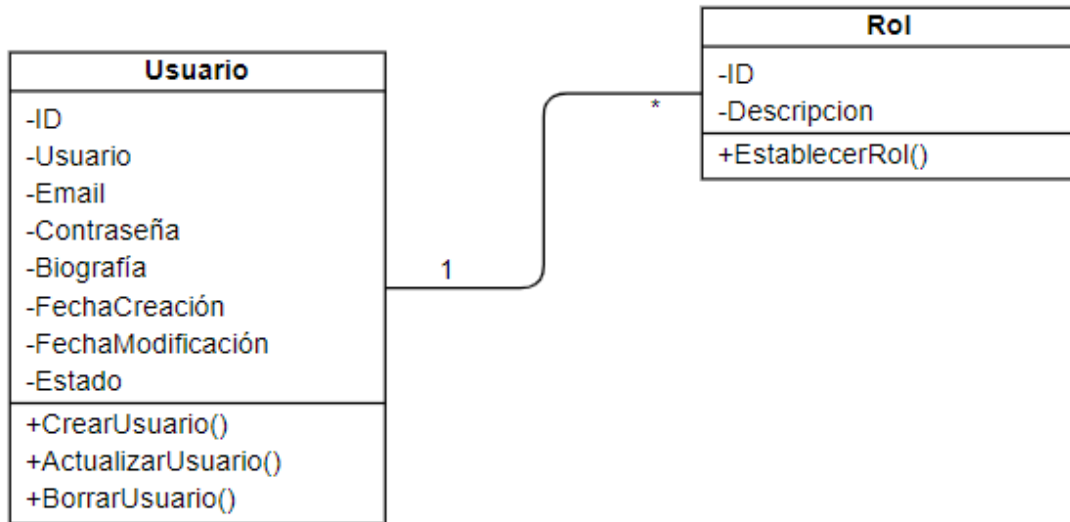 Usuario
-ID
-Usuario
-Email
-Contraseña
-Biografía
-FechaCreación
-FechaModificación
-Estado
+CrearUsuario()
+ActualizarUsuario()
+BorrarUsuario()
1
*
Rol
-ID
-Descripcion
+EstablecerRol()